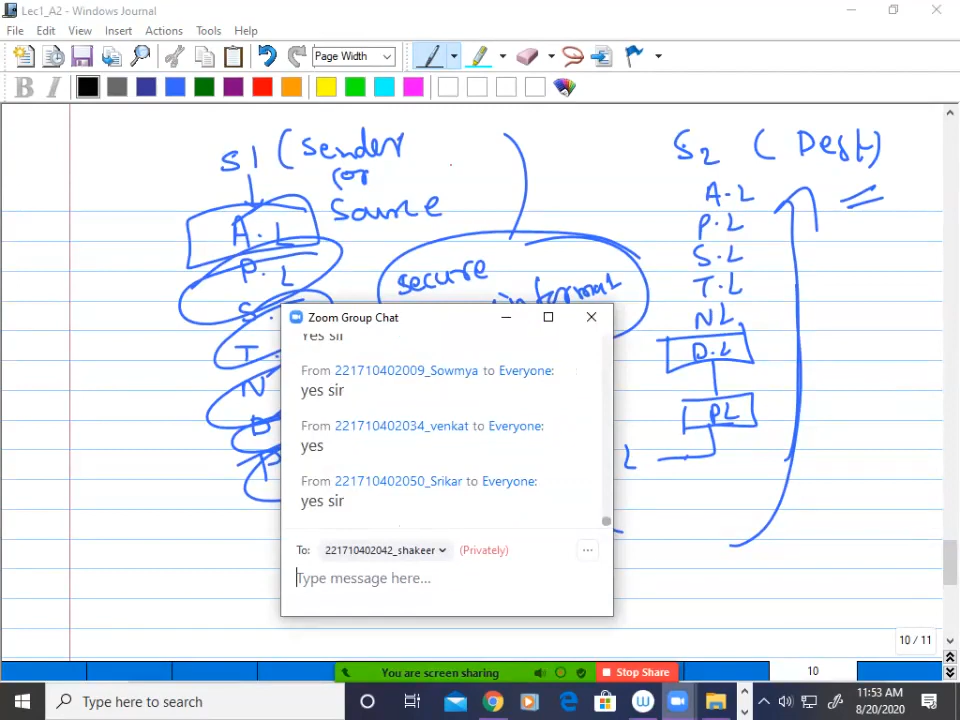 Lec1_A2 - Windows Journal
File Edit View Insert Actions Tools Help
Page Width
B I
S1 (sender
(or
source
S2 (Dest)
A.L
P.L
S.
T.
N
D
P
secure
A.L
P.L
S.L
T.L
NL
D.L
PL
Zoom Group Chat
yes sir
From 221710402009_Sowmya to Everyone:
yes sir
From 221710402034_venkat to Everyone:
yes
From 221710402050_Srikar to Everyone:
yes sir
To: 221710402042_shakeer (Privately)
Type message here...
10 / 11
You are screen sharing Stop Share
10
Type here to search
11:53 AM
8/20/2020